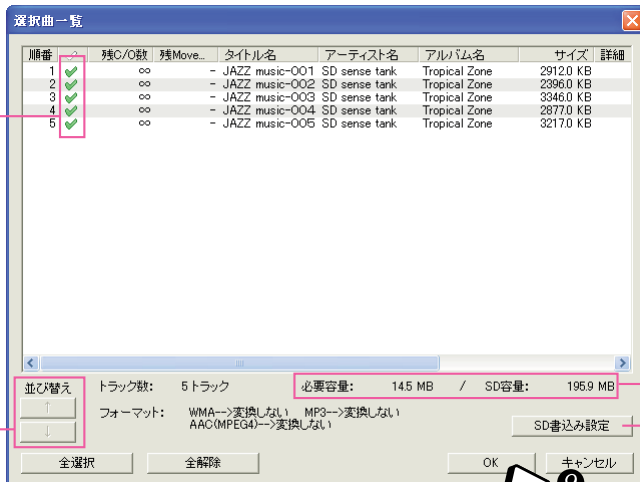 選択曲一覧
順番 残C/O数 残Move... タイトル名 アーティスト名 アルバム名 サイズ 詳細
1 ∞ - JAZZ music-001 SD sense tank Tropical Zone 2912.0 KB
2 ∞ - JAZZ music-002 SD sense tank Tropical Zone 2396.0 KB
3 ∞ - JAZZ music-003 SD sense tank Tropical Zone 3346.0 KB
4 ∞ - JAZZ music-004 SD sense tank Tropical Zone 2877.0 KB
5 ∞ - JAZZ music-005 SD sense tank Tropical Zone 3217.0 KB
並び替え トラック数: 5トラック 必要容量: 14.5 MB / SD容量: 195.9 MB
↑ フォーマット: WMA-->変換しない MP3-->変換しない
↓ AAC(MPEG4)-->変換しない SD書込み設定
全選択 全解除 OK キャンセル